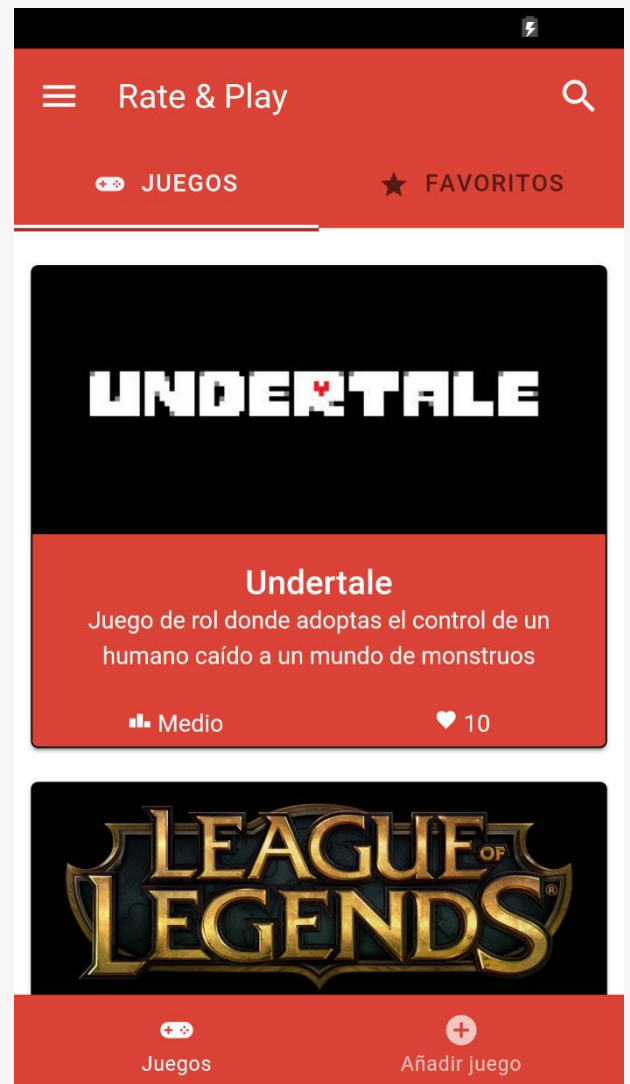 Rate & Play
JUEGOS
FAVORITOS
UNDERTALE
Undertale
Juego de rol donde adoptas el control de un
humano caído a un mundo de monstruos
Medio
10
LEAGUE OF
LEGENDS®
Juegos
Añadir juego